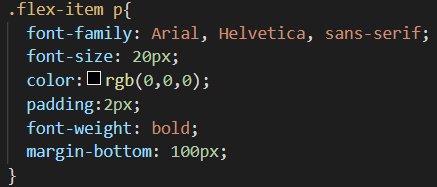 .flex-item p{
font-family: Arial, Helvetica, sans-serif;
font-size: 20px;
color:rgb(0,0,0);
padding:2px;
font-weight: bold;
margin-bottom: 100px;
}